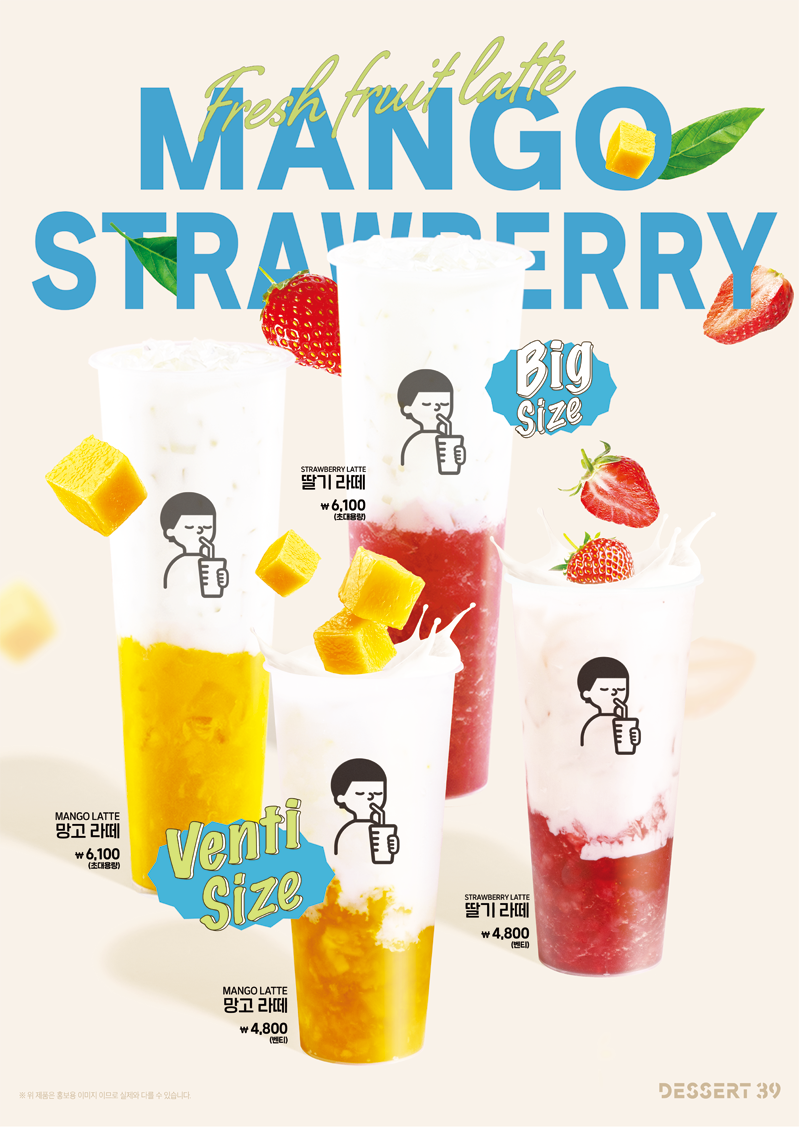 Fresh fruit latte
MANGO
STRAWBERRY
Big
Size
STRAWBERRY LATTE
딸기 라떼
₩ 6,100
(초대용량)
MANGO LATTE
망고 라떼
₩ 6,100
(초대용량)
Venti
Size
STRAWBERRY LATTE
딸기 라떼
₩ 4,800
(벤티)
MANGO LATTE
망고 라떼
₩ 4,800
(벤티)
※ 위 제품은 홍보용 이미지 이므로 실제와 다를 수 있습니다.
DESSERT 39